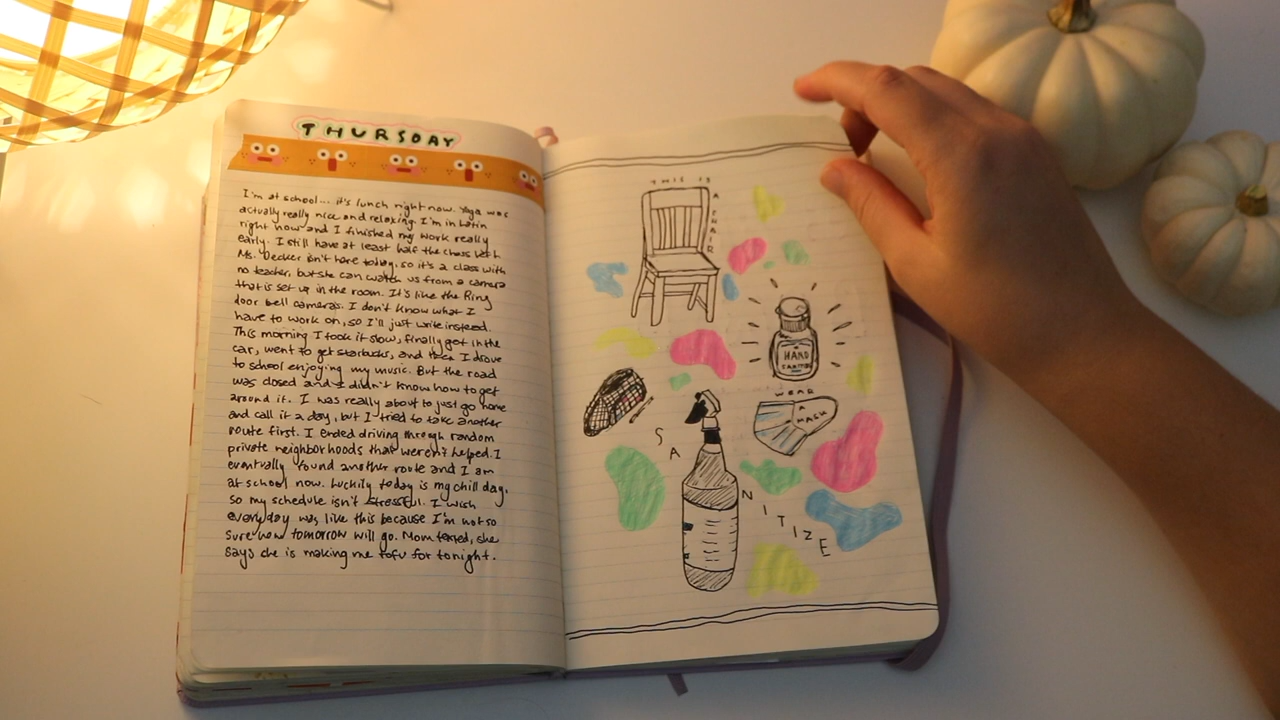 THURSDAY
I'm at school... it's lunch right now. Yoga was
actually really nice and relaxing. I'm in Latin
right now and I finished my work really
early. I still have at least half the class left.
Ms. Decker isn't here today, so it's a class with
no teacher, but she can watch us from a camera
that is set up in the room. It's like the Ring
door bell cameras. I don't know what I
have to work on, so I'll just write instead.
This morning I took it slow, finally got in the
car, went to get starbucks, and then I drove
to school enjoying my music. But the road
was closed and I didn't know how to get
around it. I was really about to just go home
and call it a day, but I tried to take another
route first. I ended driving through random
private neighborhoods that weren't helped. I
eventually found another route and I am
at school now. Luckily today is my chill day,
so my schedule isn't stressful. I wish
everyday was like this because I'm not so
sure how tomorrow will go. Mom texted, she
says she is making me tofu for tonight.
THIS IS
A CHAIR
HAND
SANITIZER
WEAR
A
MASK
SANITIZE